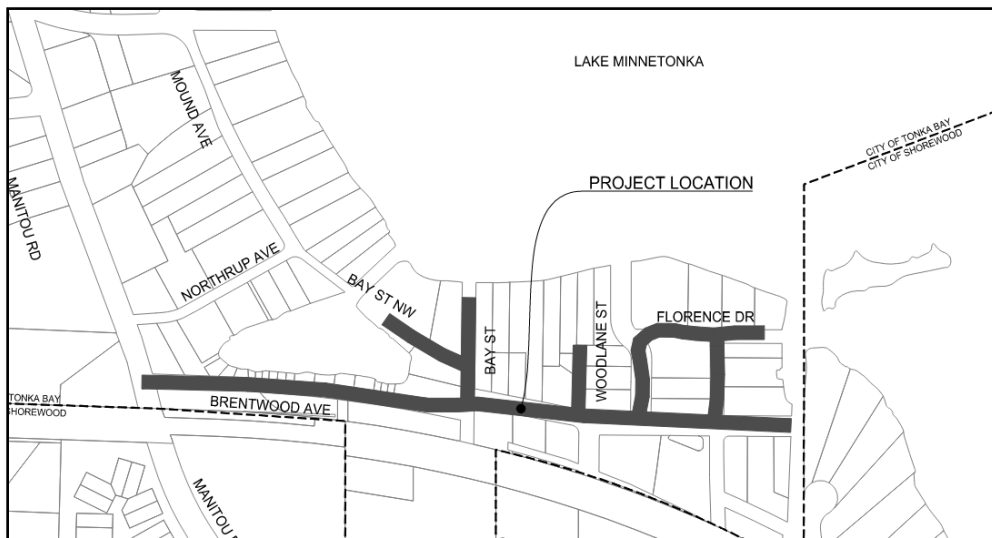 LAKE MINNETONKA
MOUND AVE
CITY OF TONKA BAY
CITY OF SHOREWOOD
PROJECT LOCATION
MANITOU RD
NORTHRUP AVE
BAY ST NW
BAY ST
WOODLANE ST
FLORENCE DR
TONKA BAY
SHOREWOOD
BRENTWOOD AVE
MANITOU